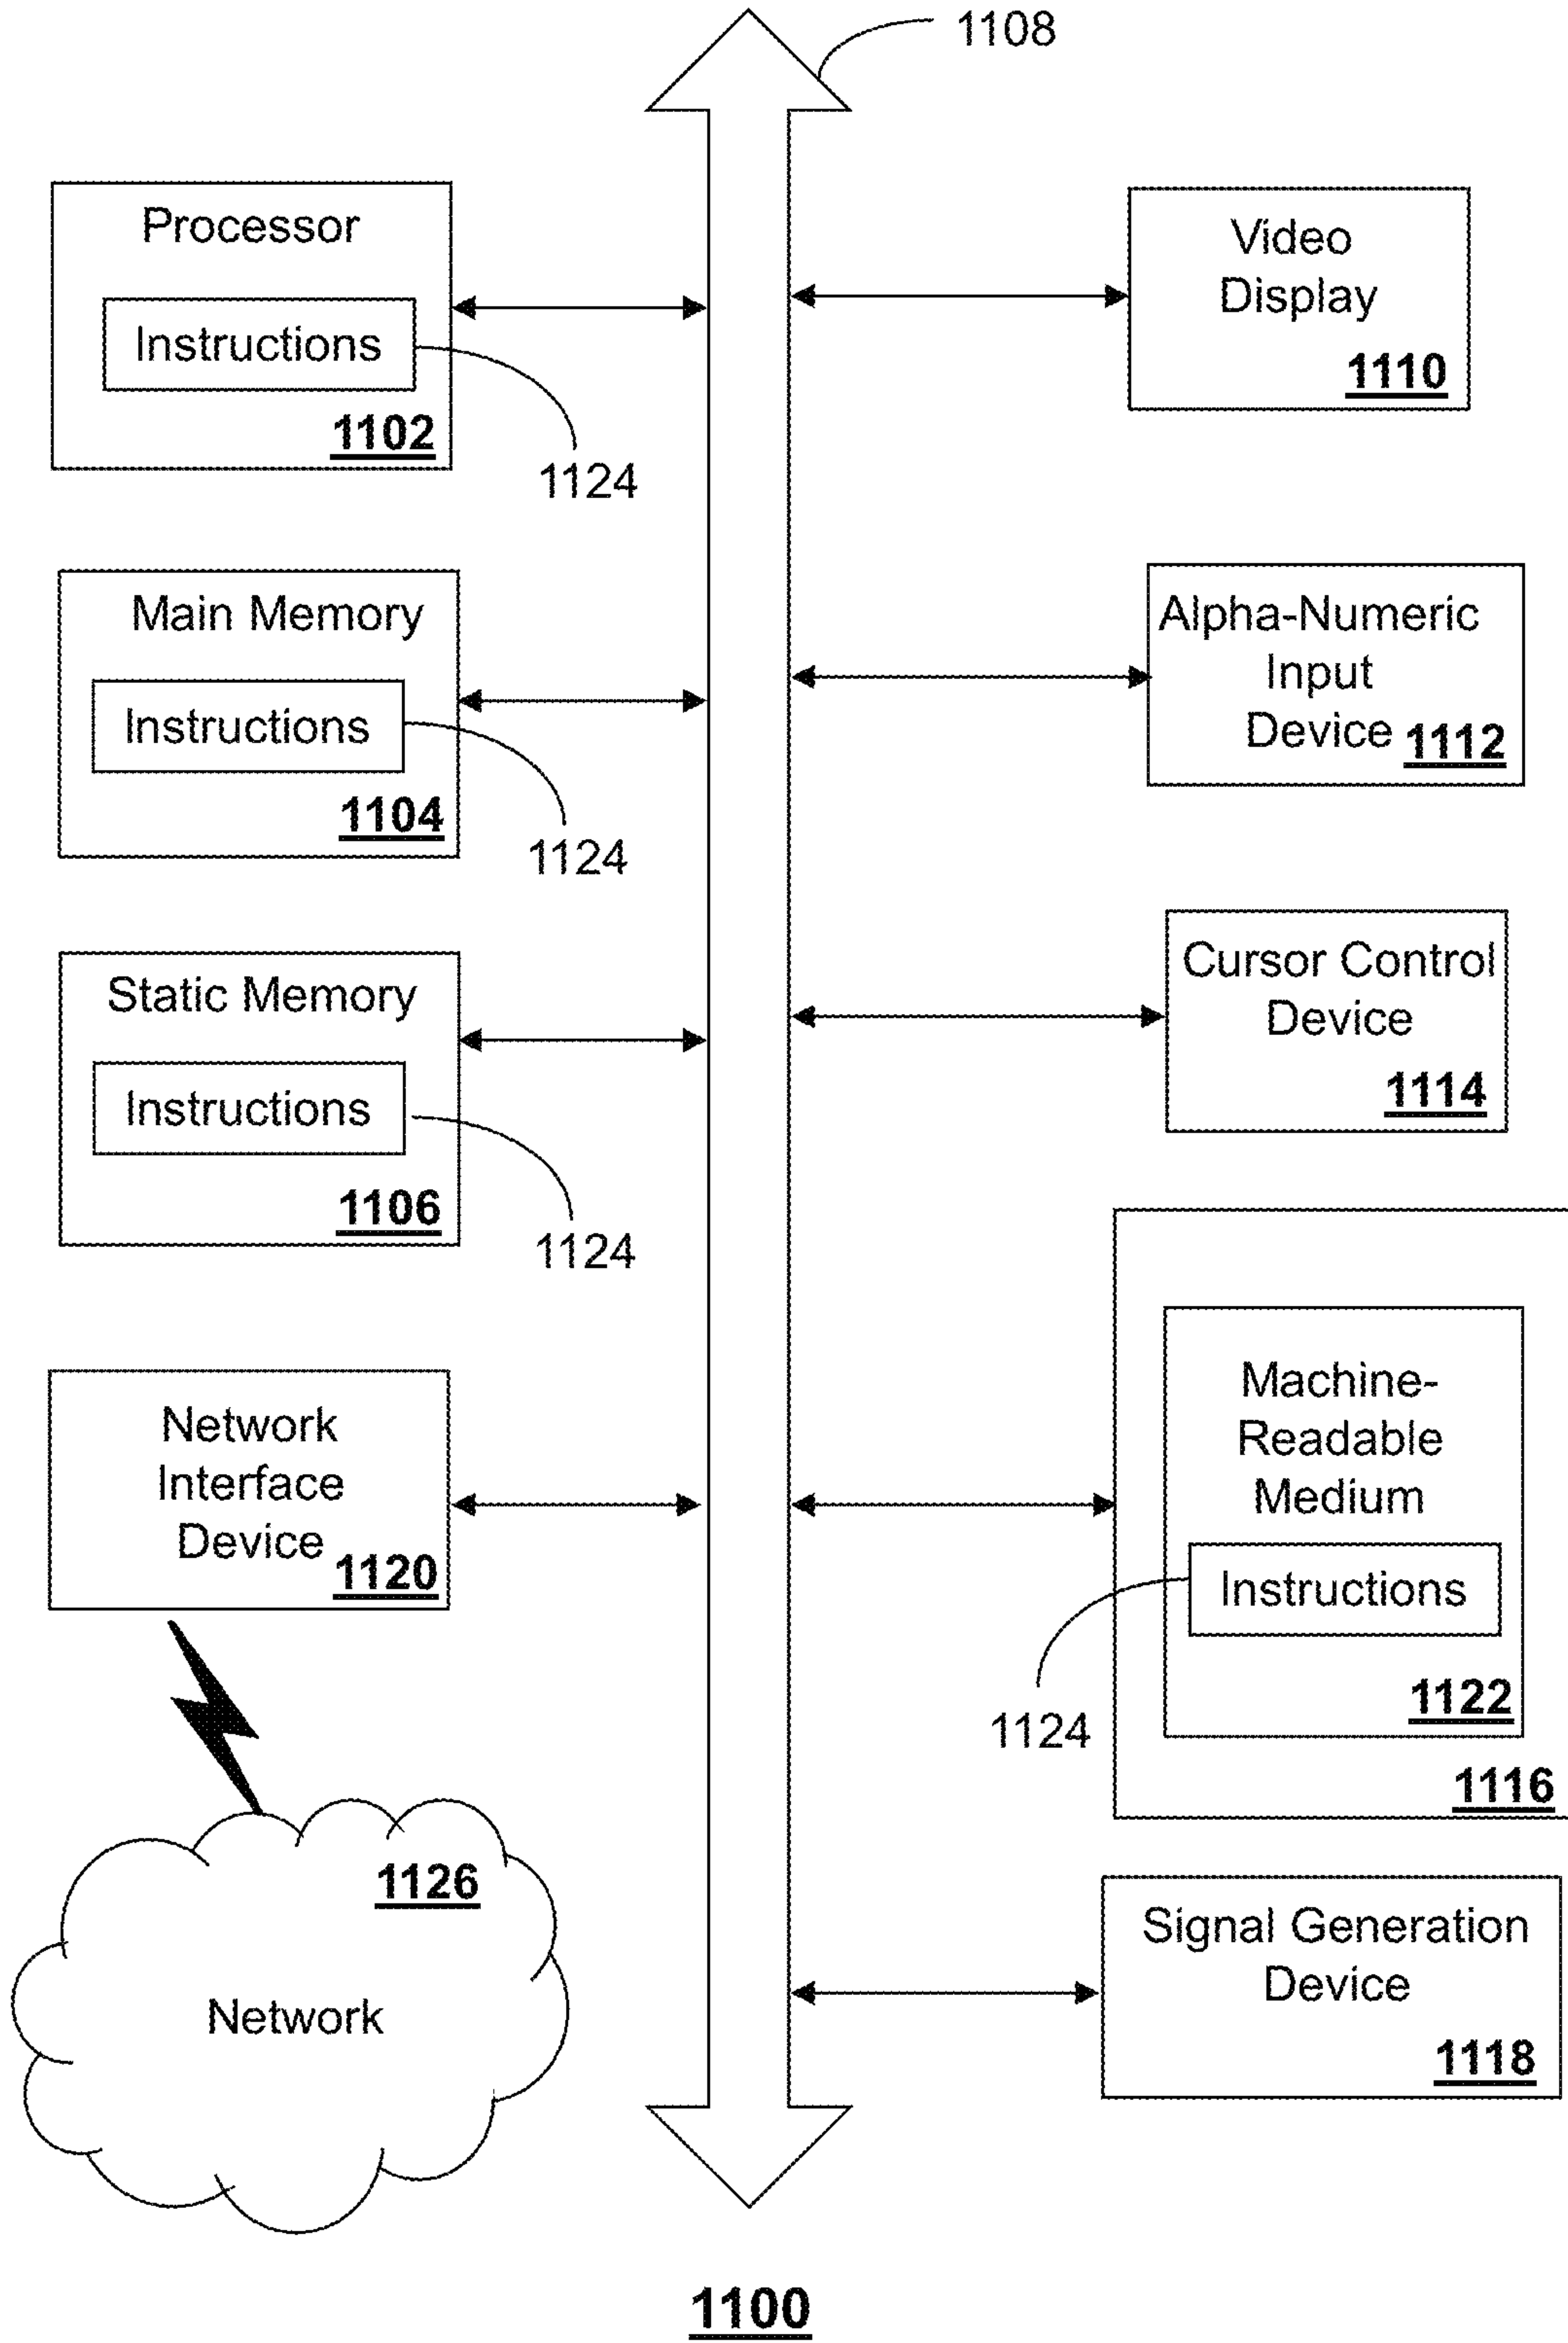 1108
Processor
Instructions
1102
1124
Main Memory
Instructions
1104
1124
Static Memory
Instructions
1106
1124
Network
Interface
Device
1120
1126
Network
Video
Display
1110
Alpha-Numeric
Input
Device
1112
Cursor Control
Device
1114
Machine-
Readable
Medium
Instructions
1122
1124
1116
Signal Generation
Device
1118
1100